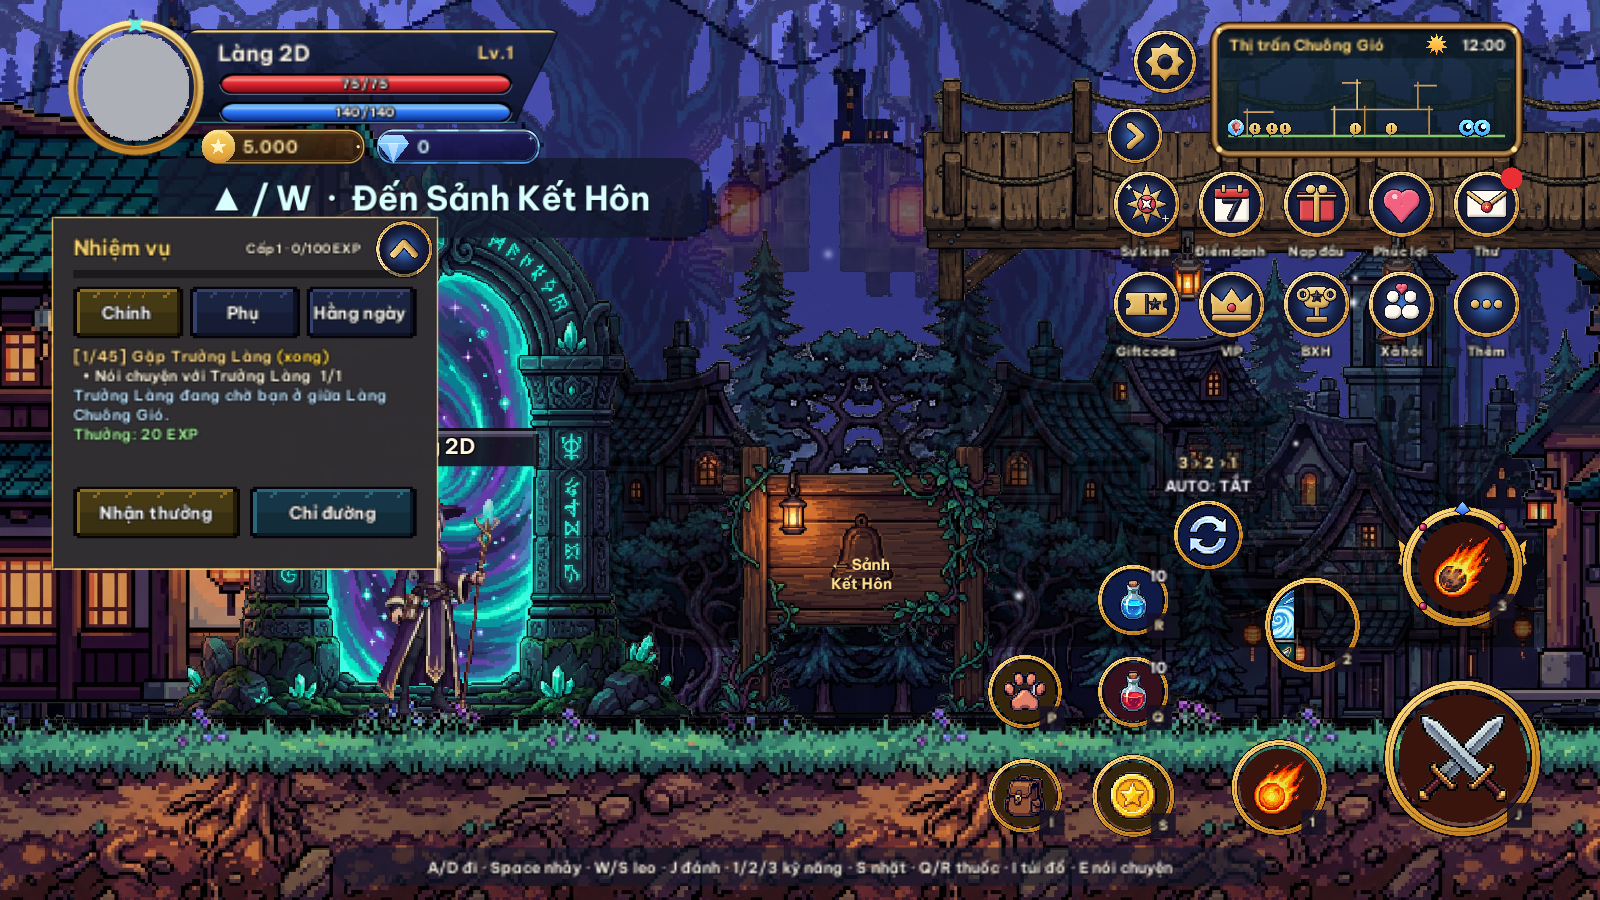 Làng 2D
Lv.1
75/75
140/140
5.000
0
▲ / W · Đến Sảnh Kết Hôn
Thị trấn Chuông Gió
12:00
Nhiệm vụ
Cấp 1 · 0/100 EXP
Chính
Phụ
Hằng ngày
[1/45] Gặp Trưởng Làng (xong)
• Nói chuyện với Trưởng Làng 1/1
Trưởng Làng đang chờ bạn ở giữa Làng
Chuông Gió.
Thưởng: 20 EXP
Nhận thưởng
Chỉ đường
2D
7
Sự kiện
Điểm danh
Nạp đầu
Phúc lợi
Thư
Giftcode
VIP
BXH
Xã hội
Thêm
← Sảnh
Kết Hôn
3 › 2 › 1
AUTO: TẮT
10
R
3
2
10
P
Q
I
S
1
J
A/D đi · Space nhảy · W/S leo · J đánh · 1/2/3 kỹ năng · S nhặt · Q/R thuốc · I túi đồ · E nói chuyện